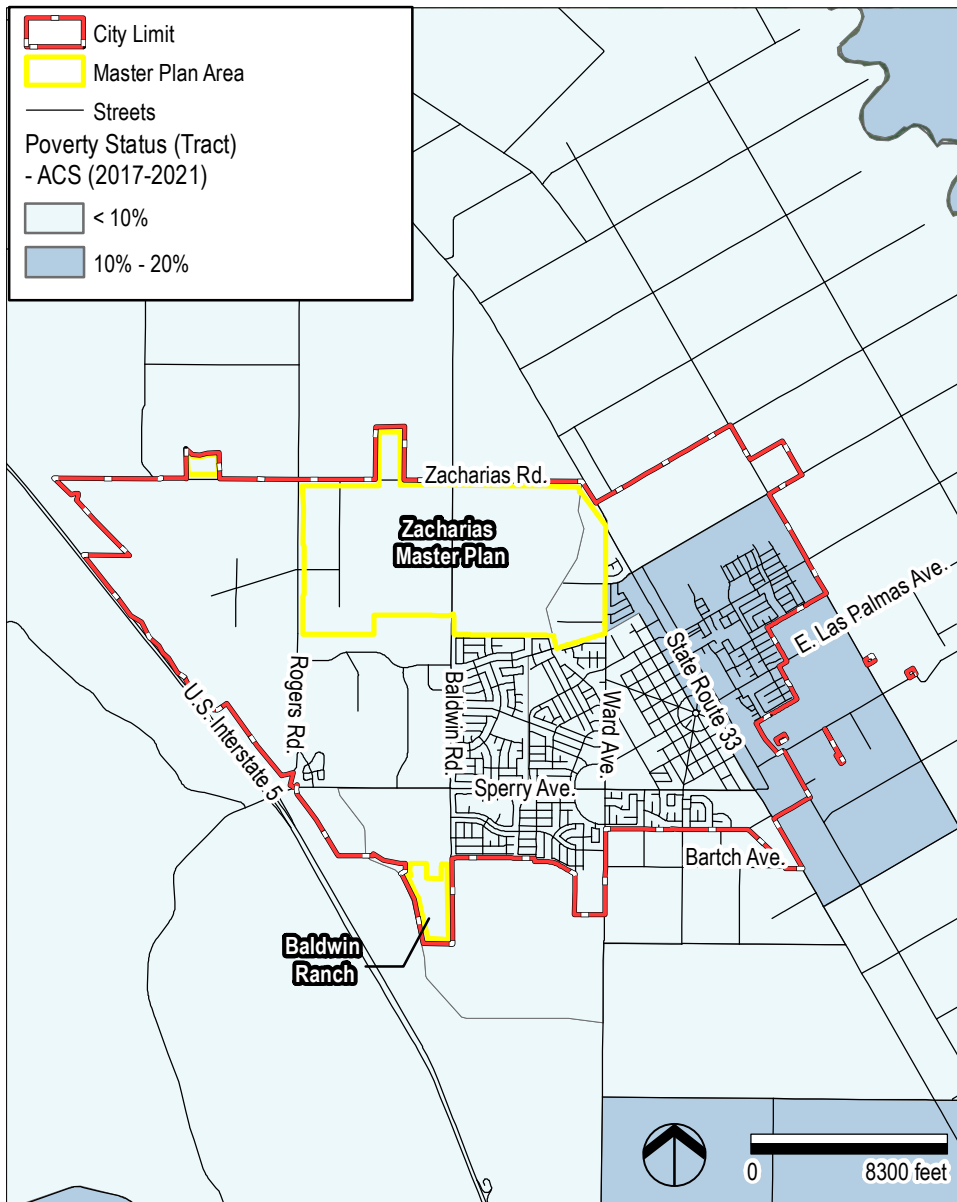 City Limit
Master Plan Area
Streets
Poverty Status (Tract)
- ACS (2017-2021)
< 10%
10% - 20%
Zacharias Rd.
Zacharias
Master Plan
E. Las Palmas Ave.
State Route 33
Rogers Rd.
Baldwin Rd.
Ward Ave.
U.S. Interstate 5
Sperry Ave.
Bartch Ave.
Baldwin
Ranch
0 8300 feet